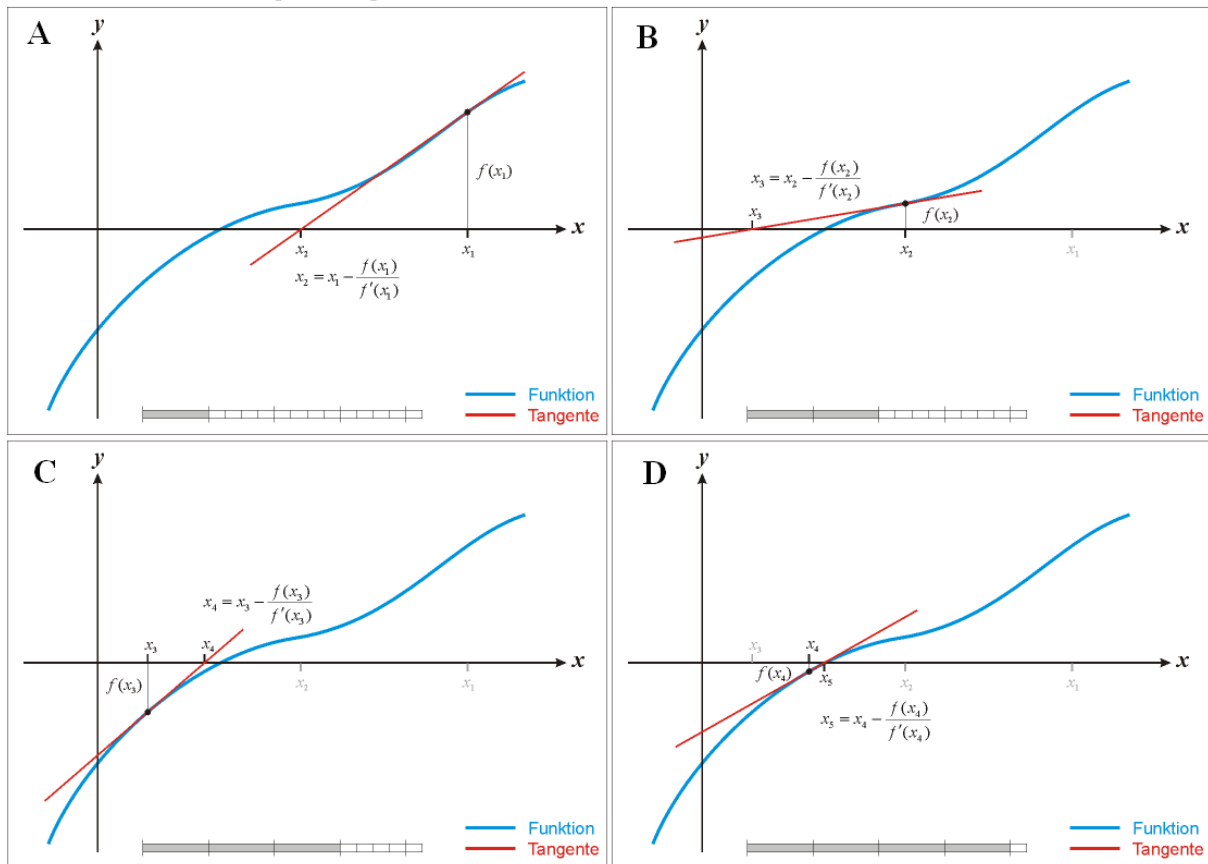 A
y
f(x₁)
x
x₂
x₁
x₂ = x₁ − f(x₁)/f'(x₁)
Funktion
Tangente
B
y
x₃ = x₂ − f(x₂)/f'(x₂)
x₃
f(x₂)
x
x₂
x₁
Funktion
Tangente
C
y
x₄ = x₃ − f(x₃)/f'(x₃)
x₃
x₄
x
f(x₃)
x₂
x₁
Funktion
Tangente
D
y
x₃
x₄
x
f(x₄)
x₅
x₂
x₁
x₅ = x₄ − f(x₄)/f'(x₄)
Funktion
Tangente